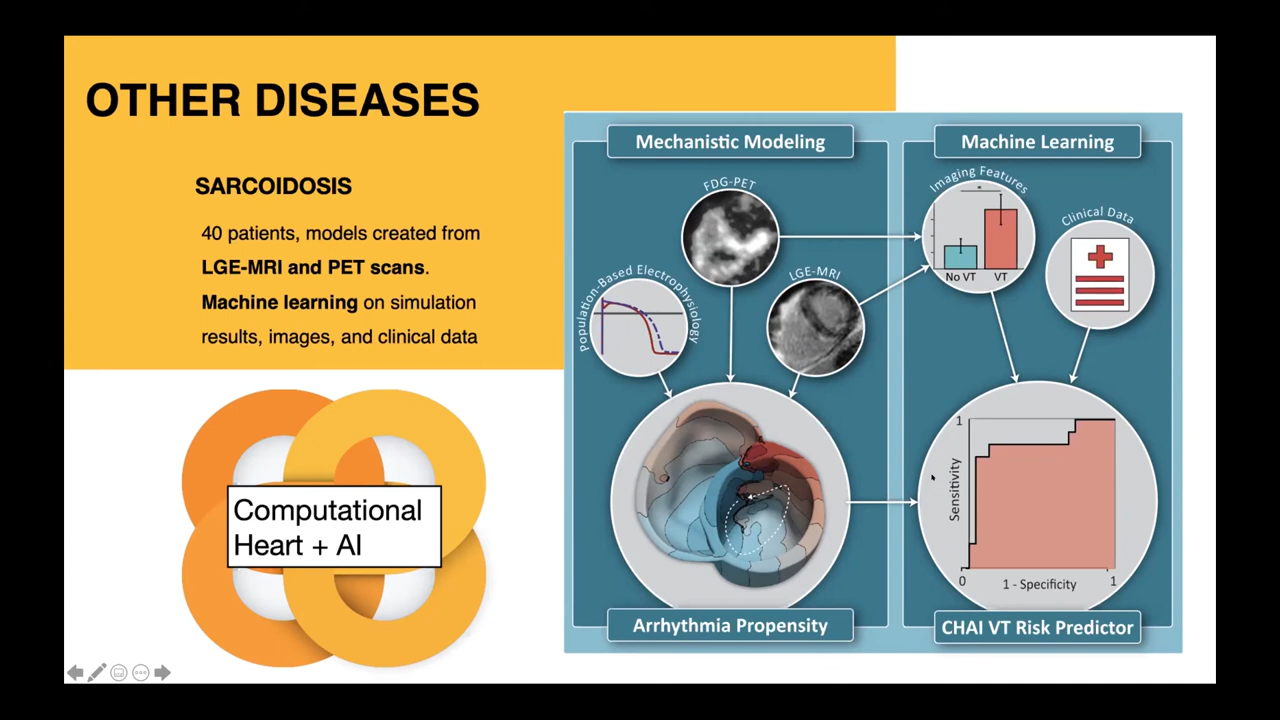 OTHER DISEASES
SARCOIDOSIS
40 patients, models created from
LGE-MRI and PET scans.
Machine learning on simulation
results, images, and clinical data
Computational
Heart + AI
Mechanistic Modeling
FDG-PET
Population-Based Electrophysiology
LGE-MRI
Arrhythmia Propensity
Machine Learning
Imaging Features
No VT VT
Clinical Data
1
Sensitivity
0 1
1 - Specificity
CHAI VT Risk Predictor